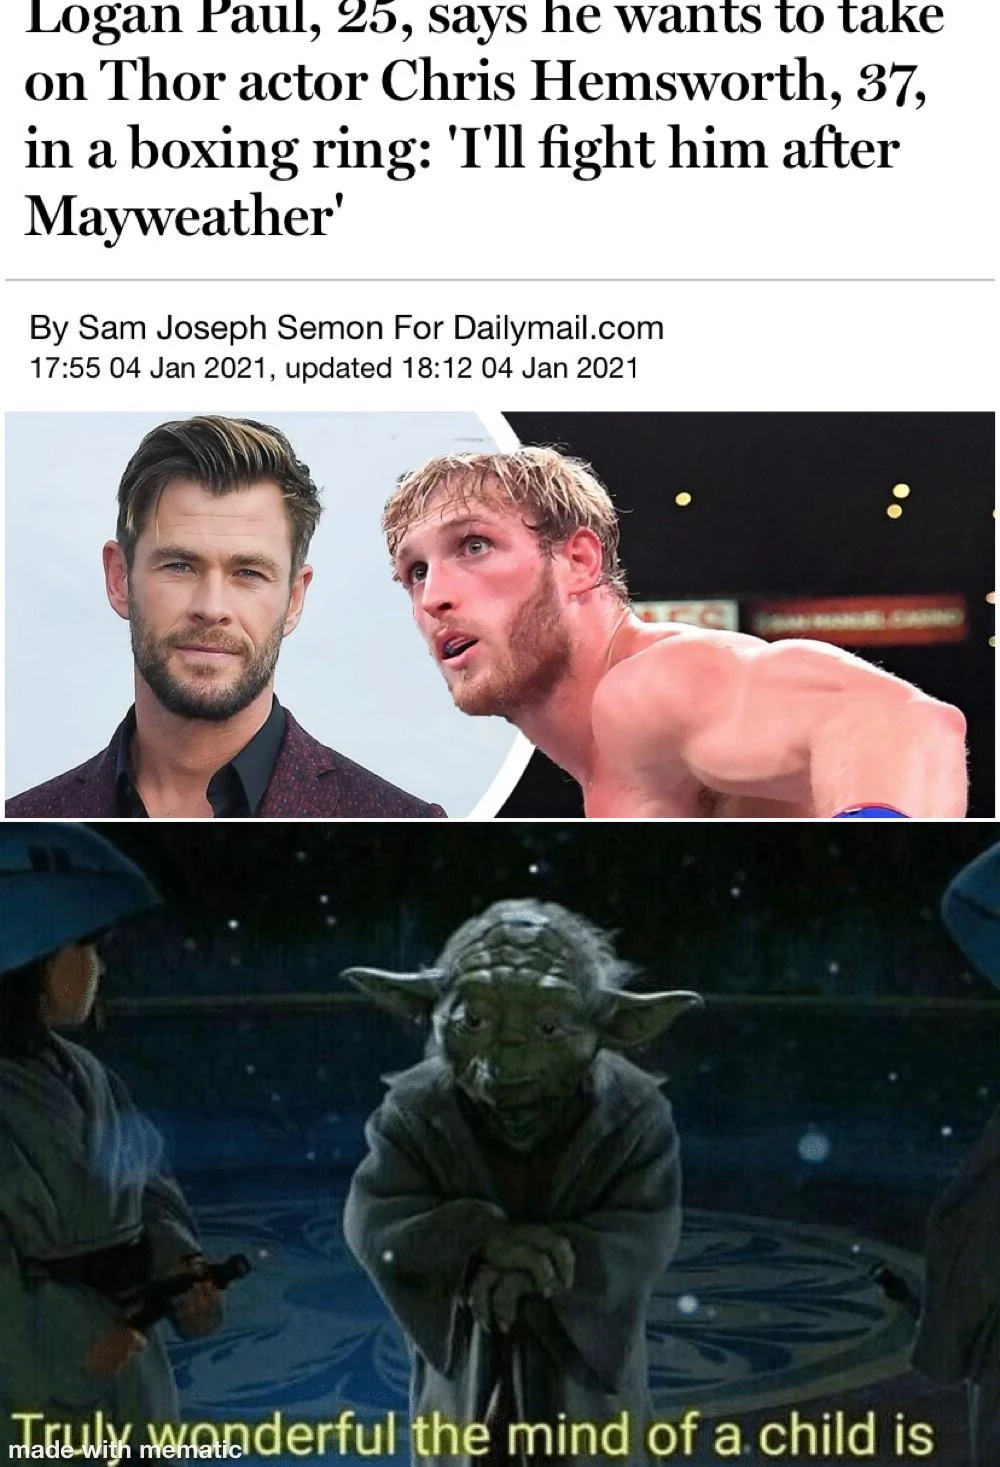 Logan Paul, 25, says he wants to take
on Thor actor Chris Hemsworth, 37,
in a boxing ring: 'I'll fight him after
Mayweather'
By Sam Joseph Semon For Dailymail.com
17:55 04 Jan 2021, updated 18:12 04 Jan 2021
Truly wonderful the mind of a child is
made with mematic